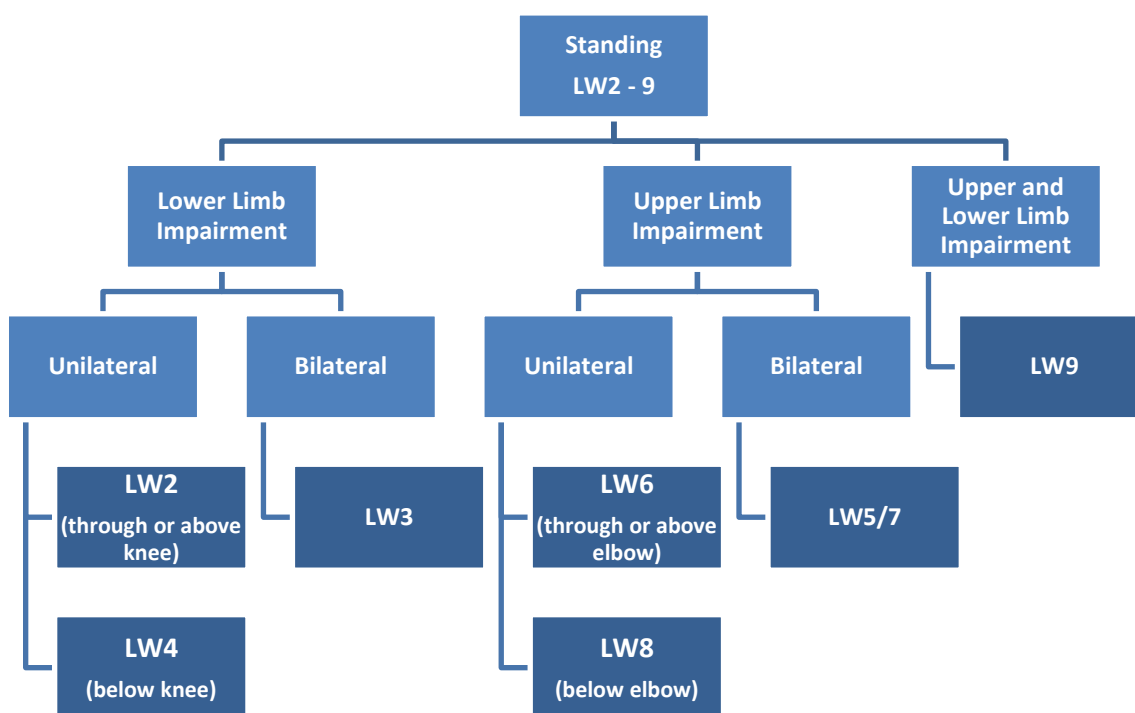 Standing
LW2 - 9
Lower Limb
Impairment
Upper Limb
Impairment
Upper and
Lower Limb
Impairment
Unilateral
Bilateral
Unilateral
Bilateral
LW9
LW2
(through or above
knee)
LW3
LW6
(through or above
elbow)
LW5/7
LW4
(below knee)
LW8
(below elbow)